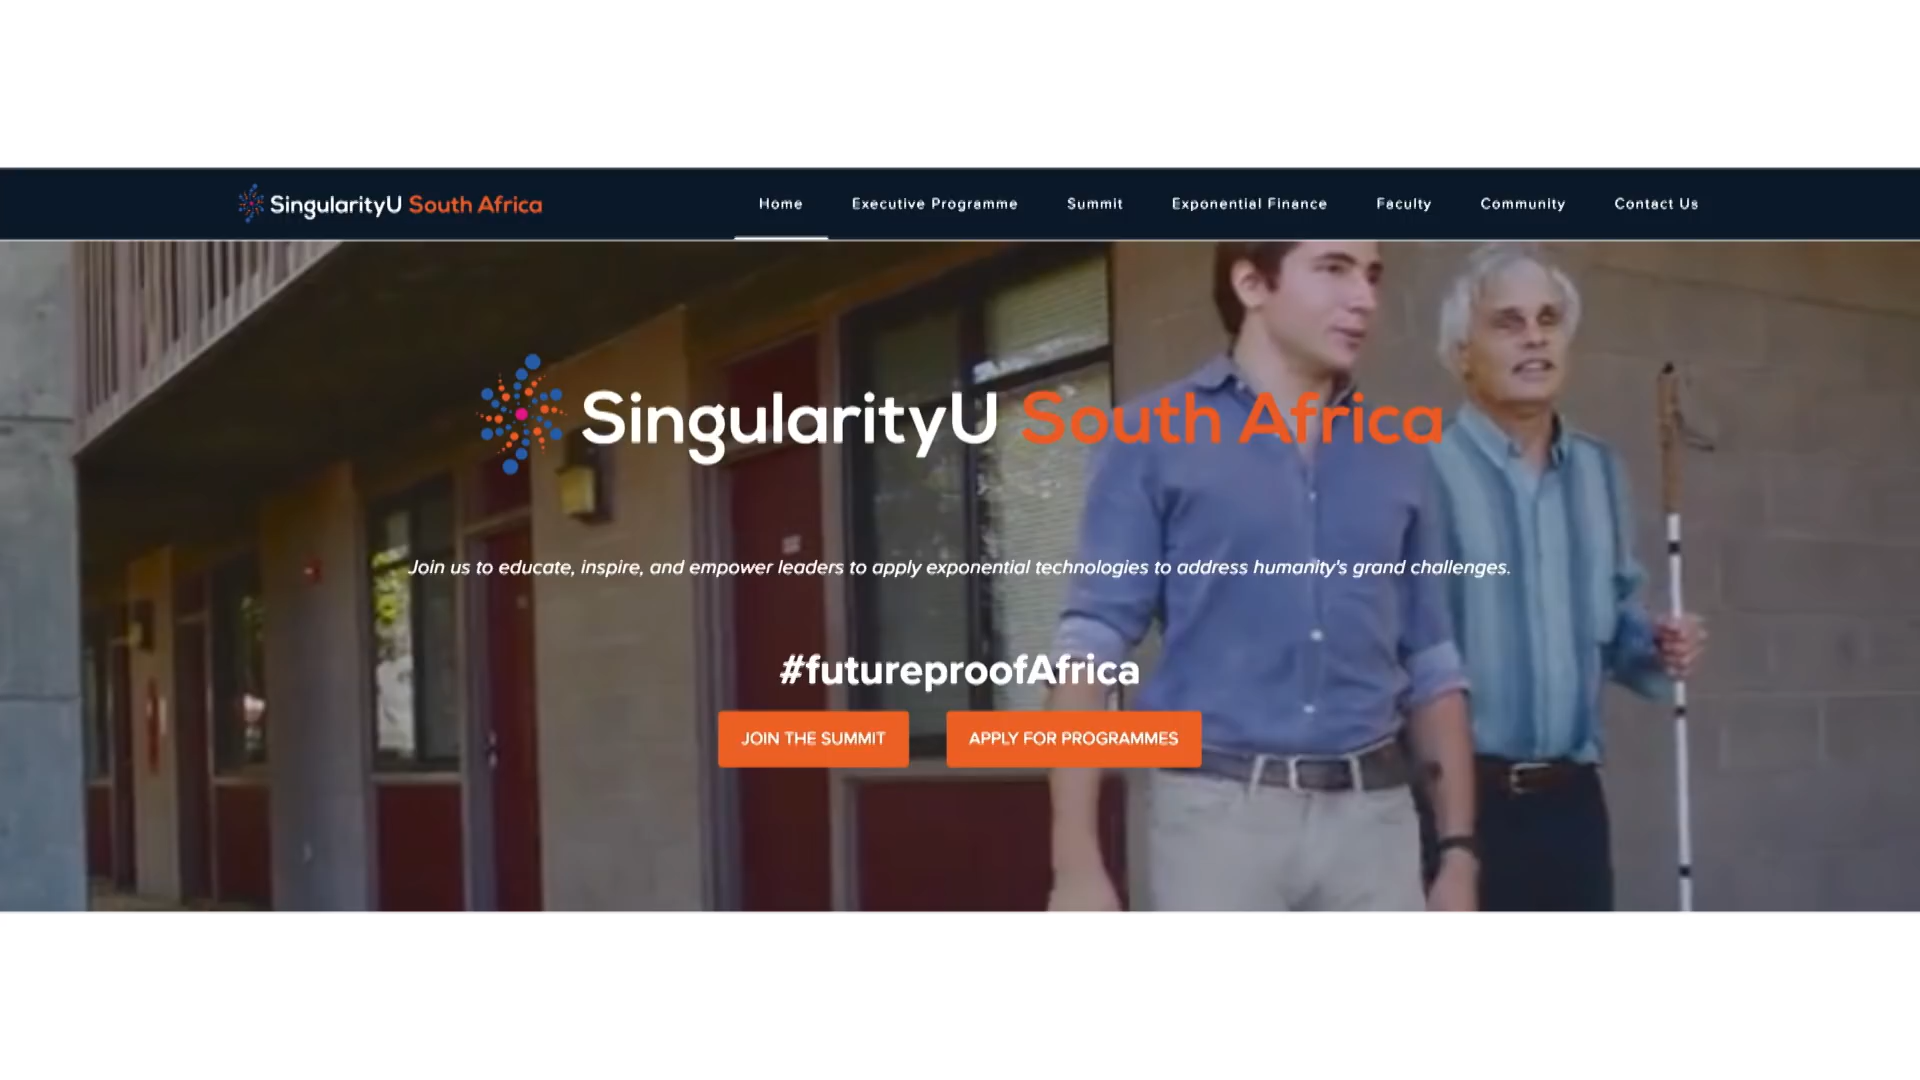 SingularityU South Africa
Home
Executive Programme
Summit
Exponential Finance
Faculty
Community
Contact Us
SingularityU South Africa
Join us to educate, inspire, and empower leaders to apply exponential technologies to address humanity's grand challenges.
#futureproofAfrica
JOIN THE SUMMIT
APPLY FOR PROGRAMMES